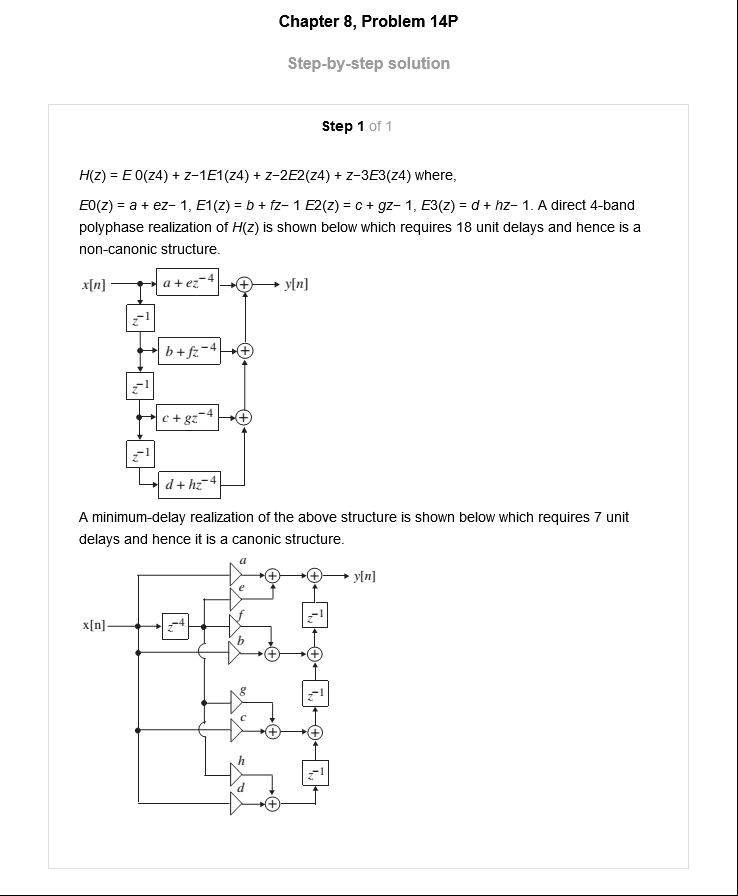 Chapter 8, Problem 14P
Step-by-step solution
Step 1 of 1
H(z) = E 0(z4) + z−1E1(z4) + z−2E2(z4) + z−3E3(z4) where,
E0(z) = a + ez− 1, E1(z) = b + fz− 1 E2(z) = c + gz− 1, E3(z) = d + hz− 1. A direct 4-band
polyphase realization of H(z) is shown below which requires 18 unit delays and hence is a
non-canonic structure.
x[n] a + ez⁻⁴ + y[n]
z⁻¹
b + fz⁻⁴ +
z⁻¹
c + gz⁻⁴ +
z⁻¹
d + hz⁻⁴
A minimum-delay realization of the above structure is shown below which requires 7 unit
delays and hence it is a canonic structure.
a
+ + y[n]
e
x[n] z⁻⁴ f z⁻¹
b
+ +
g z⁻¹
c
+ +
h
z⁻¹
d
+